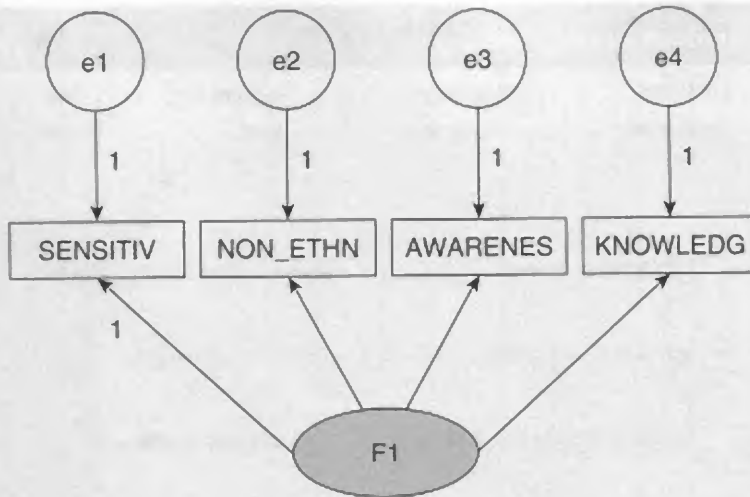 e1 e2 e3 e4
1 1 1 1
SENSITIV NON_ETHN AWARENES KNOWLEDG
1
F1